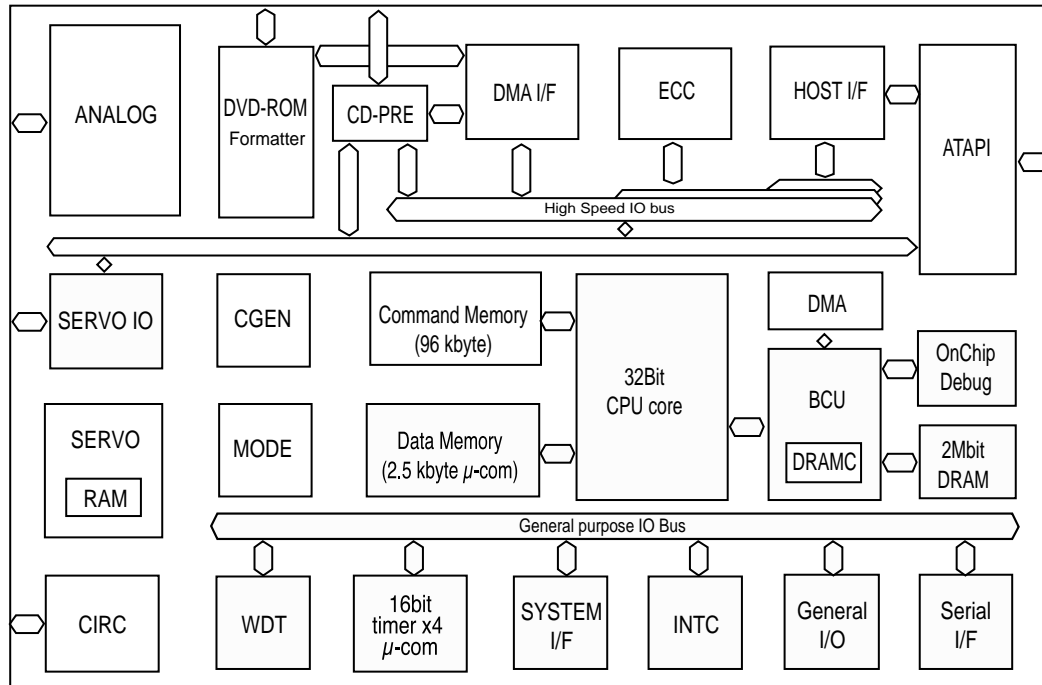 ANALOG
DVD-ROM
Formatter
CD-PRE
DMA I/F
ECC
HOST I/F
ATAPI
High Speed IO bus
SERVO IO
CGEN
Command Memory
(96 kbyte)
32Bit
CPU core
DMA
BCU
DRAMC
OnChip
Debug
SERVO
RAM
MODE
Data Memory
(2.5 kbyte µ-com)
2Mbit
DRAM
General purpose IO Bus
CIRC
WDT
16bit
timer x4
µ-com
SYSTEM
I/F
INTC
General
I/O
Serial
I/F